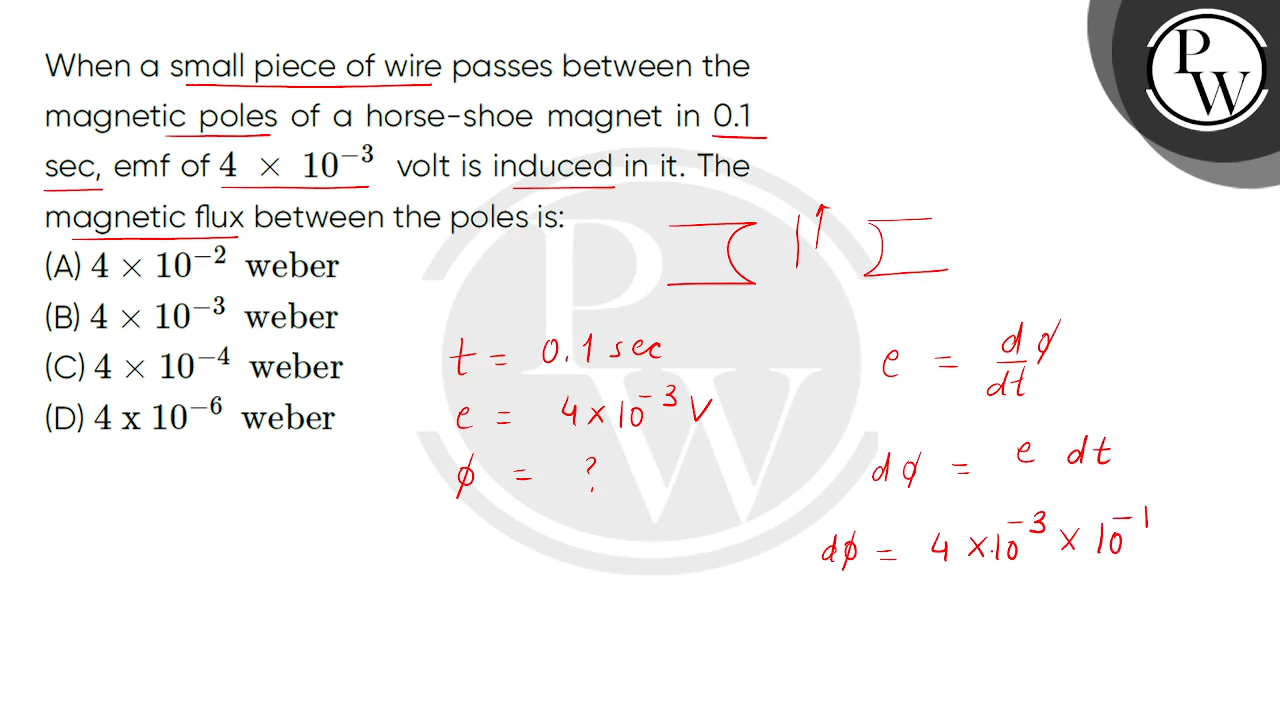 When a small piece of wire passes between the
magnetic poles of a horse-shoe magnet in 0.1
sec, emf of 4 × 10⁻³ volt is induced in it. The
magnetic flux between the poles is:
(A) 4 × 10⁻² weber
(B) 4 × 10⁻³ weber
(C) 4 × 10⁻⁴ weber
(D) 4 x 10⁻⁶ weber
t = 0.1 sec
e = 4 × 10⁻³ V
ϕ = ?
e = dϕ/dt
dϕ = e dt
dϕ = 4 × 10⁻³ × 10⁻¹
P
W
P
W